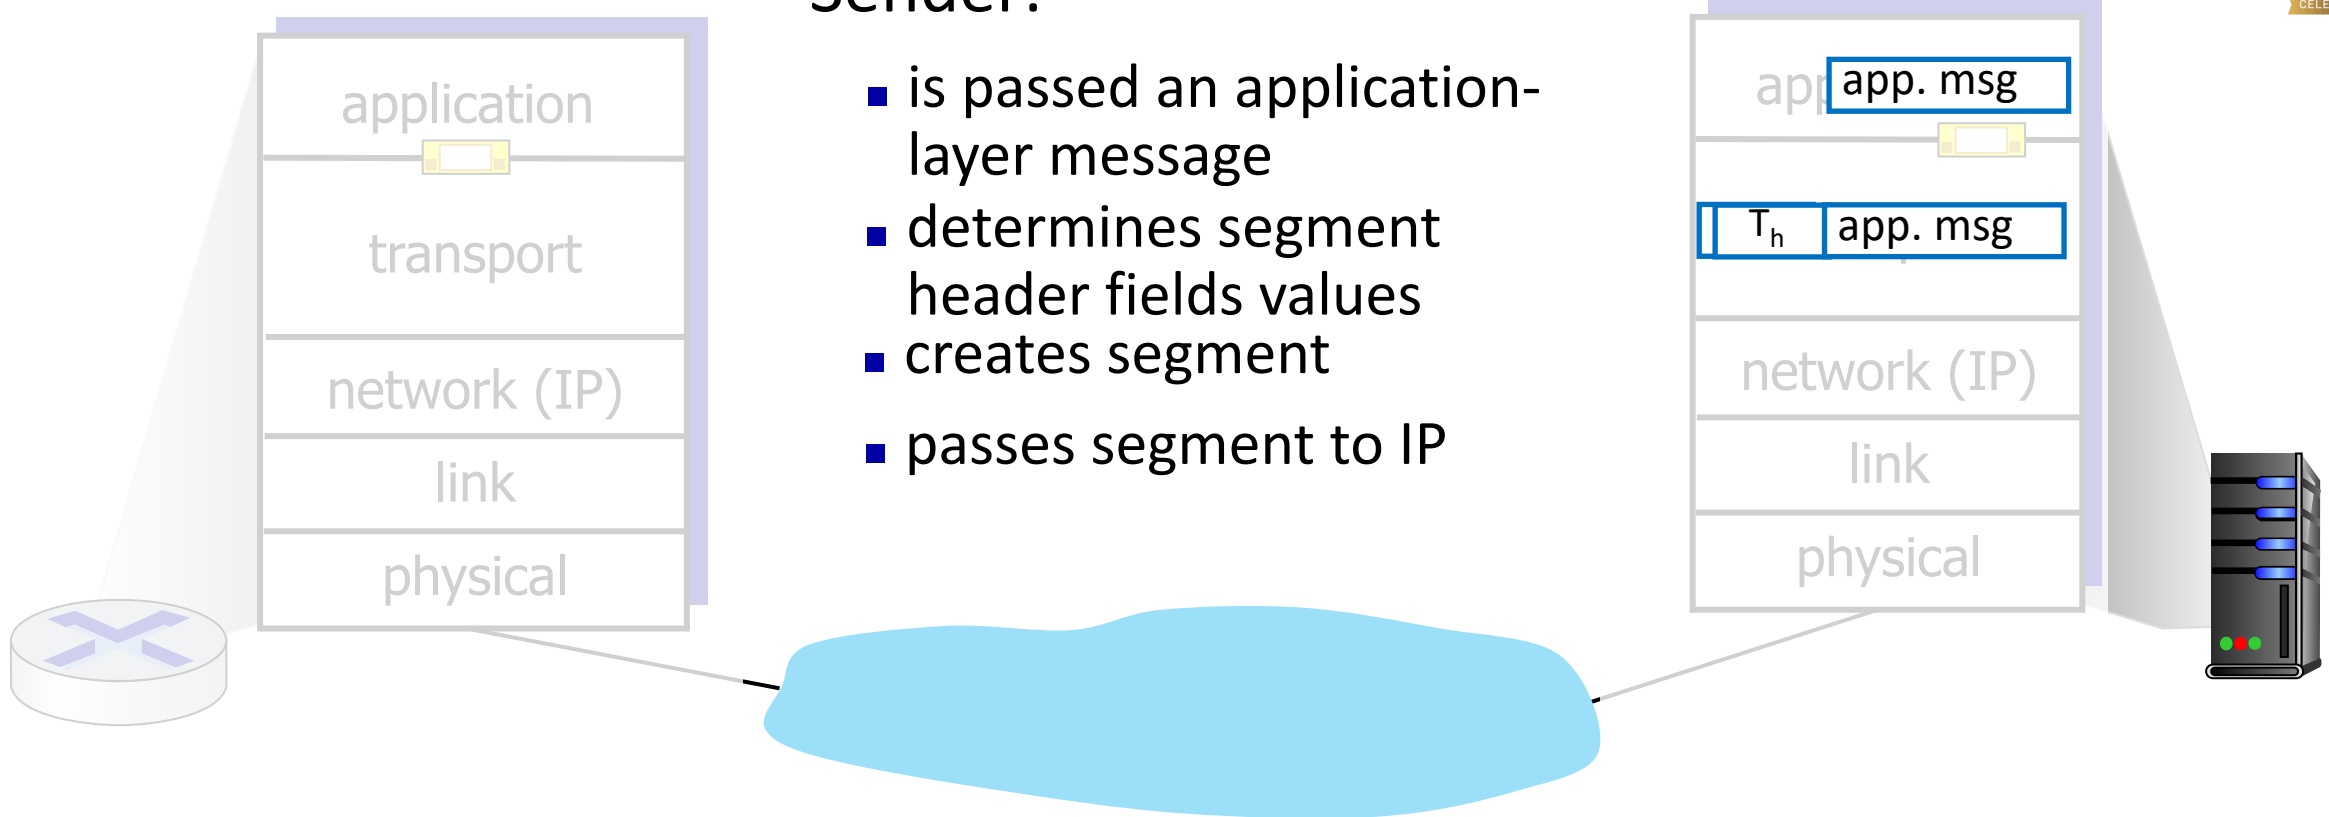 Sender:
application
transport
network (IP)
link
physical
is passed an application-
layer message
determines segment
header fields values
creates segment
passes segment to IP
app. msg
Th
app. msg
network (IP)
link
physical